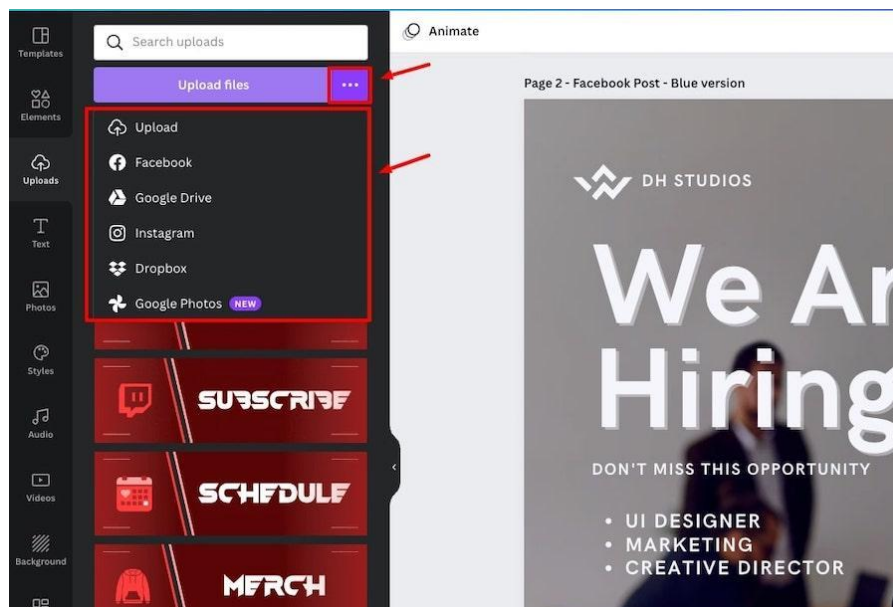 Templates
Elements
Uploads
Text
Photos
Styles
Audio
Videos
Background
Search uploads
Upload files
Upload
Facebook
Google Drive
Instagram
Dropbox
Google Photos NEW
SUBSCRIBE
SCHEDULE
MERCH
Animate
Page 2 - Facebook Post - Blue version
DH STUDIOS
We Ar
Hiring
DON'T MISS THIS OPPORTUNITY
• UI DESIGNER
• MARKETING
• CREATIVE DIRECTOR